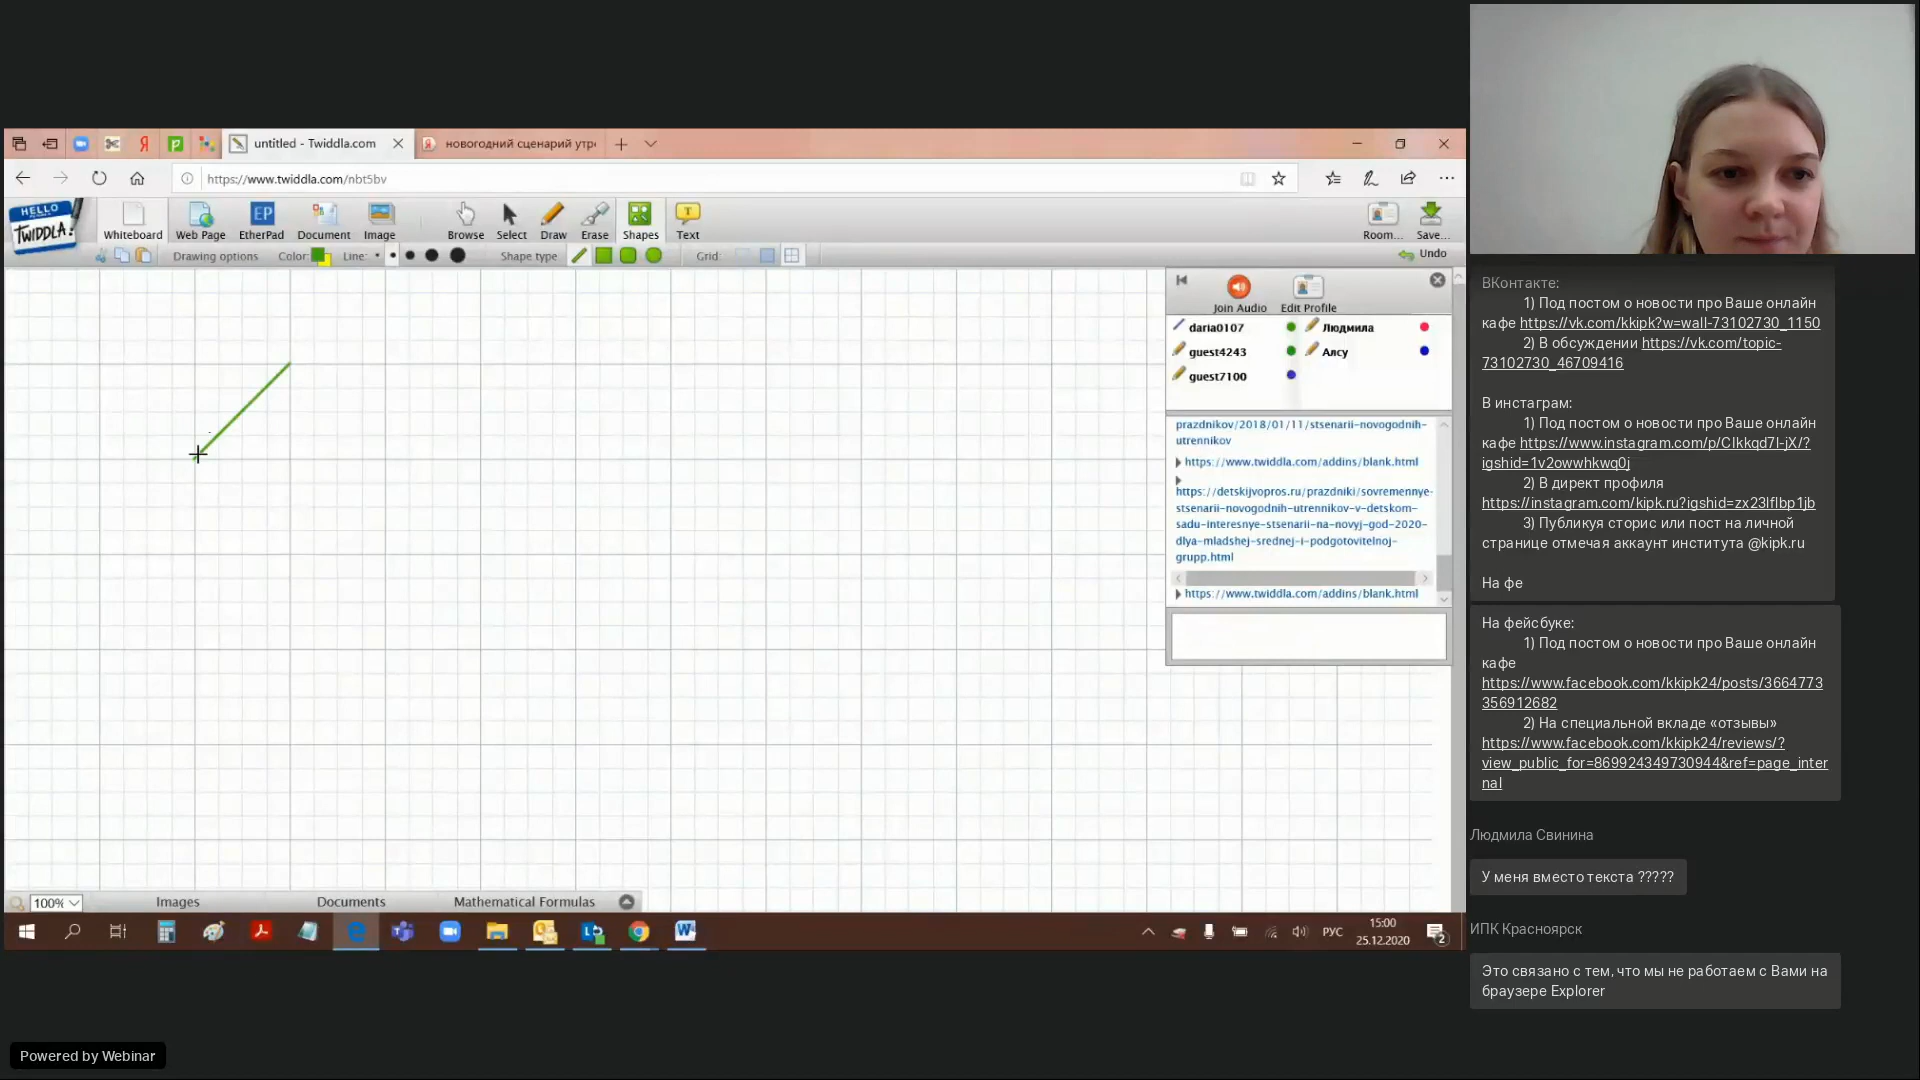 untitled - Twiddla.com
новогодний сценарий утре
https://www.twiddla.com/nbt5bv
HELLO
TWIDDLA!
Whiteboard
Web Page
EP
EtherPad
Document
Image
Browse
Select
Draw
Erase
Shapes
Text
Room...
Save...
Drawing options
Color:
Line:
Shape type
Grid:
Undo
Join Audio
Edit Profile
daria0107
Людмила
guest4243
Алсу
guest7100
prazdnikov/2018/01/11/stsenarii-novogodnih-
utrennikov
https://www.twiddla.com/addins/blank.html
https://detskijvopros.ru/prazdniki/sovremennye-
stsenarii-novogodnih-utrennikov-v-detskom-
sadu-interesnye-stsenarii-na-novyj-god-2020-
dlya-mladshej-srednej-i-podgotovitelnoj-
grupp.html
https://www.twiddla.com/addins/blank.html
100%
Images
Documents
Mathematical Formulas
РУС
15:00
25.12.2020
2
Powered by Webinar
ВКонтакте:
1) Под постом о новости про Ваше онлайн
кафе https://vk.com/kkipk?w=wall-73102730_1150
2) В обсуждении https://vk.com/topic-
73102730_46709416
В инстаграм:
1) Под постом о новости про Ваше онлайн
кафе https://www.instagram.com/p/CIkkqd7l-jX/?
igshid=1v2owwhkwq0j
2) В директ профиля
https://instagram.com/kipk.ru?igshid=zx23lflbp1jb
3) Публикуя сторис или пост на личной
странице отмечая аккаунт института @kipk.ru
На фе
На фейсбуке:
1) Под постом о новости про Ваше онлайн
кафе
https://www.facebook.com/kkipk24/posts/3664773
356912682
2) На специальной вкладе «отзывы»
https://www.facebook.com/kkipk24/reviews/?
view_public_for=869924349730944&ref=page_inter
nal
Людмила Свинина
У меня вместо текста ?????
ИПК Красноярск
Это связано с тем, что мы не работаем с Вами на
браузере Explorer